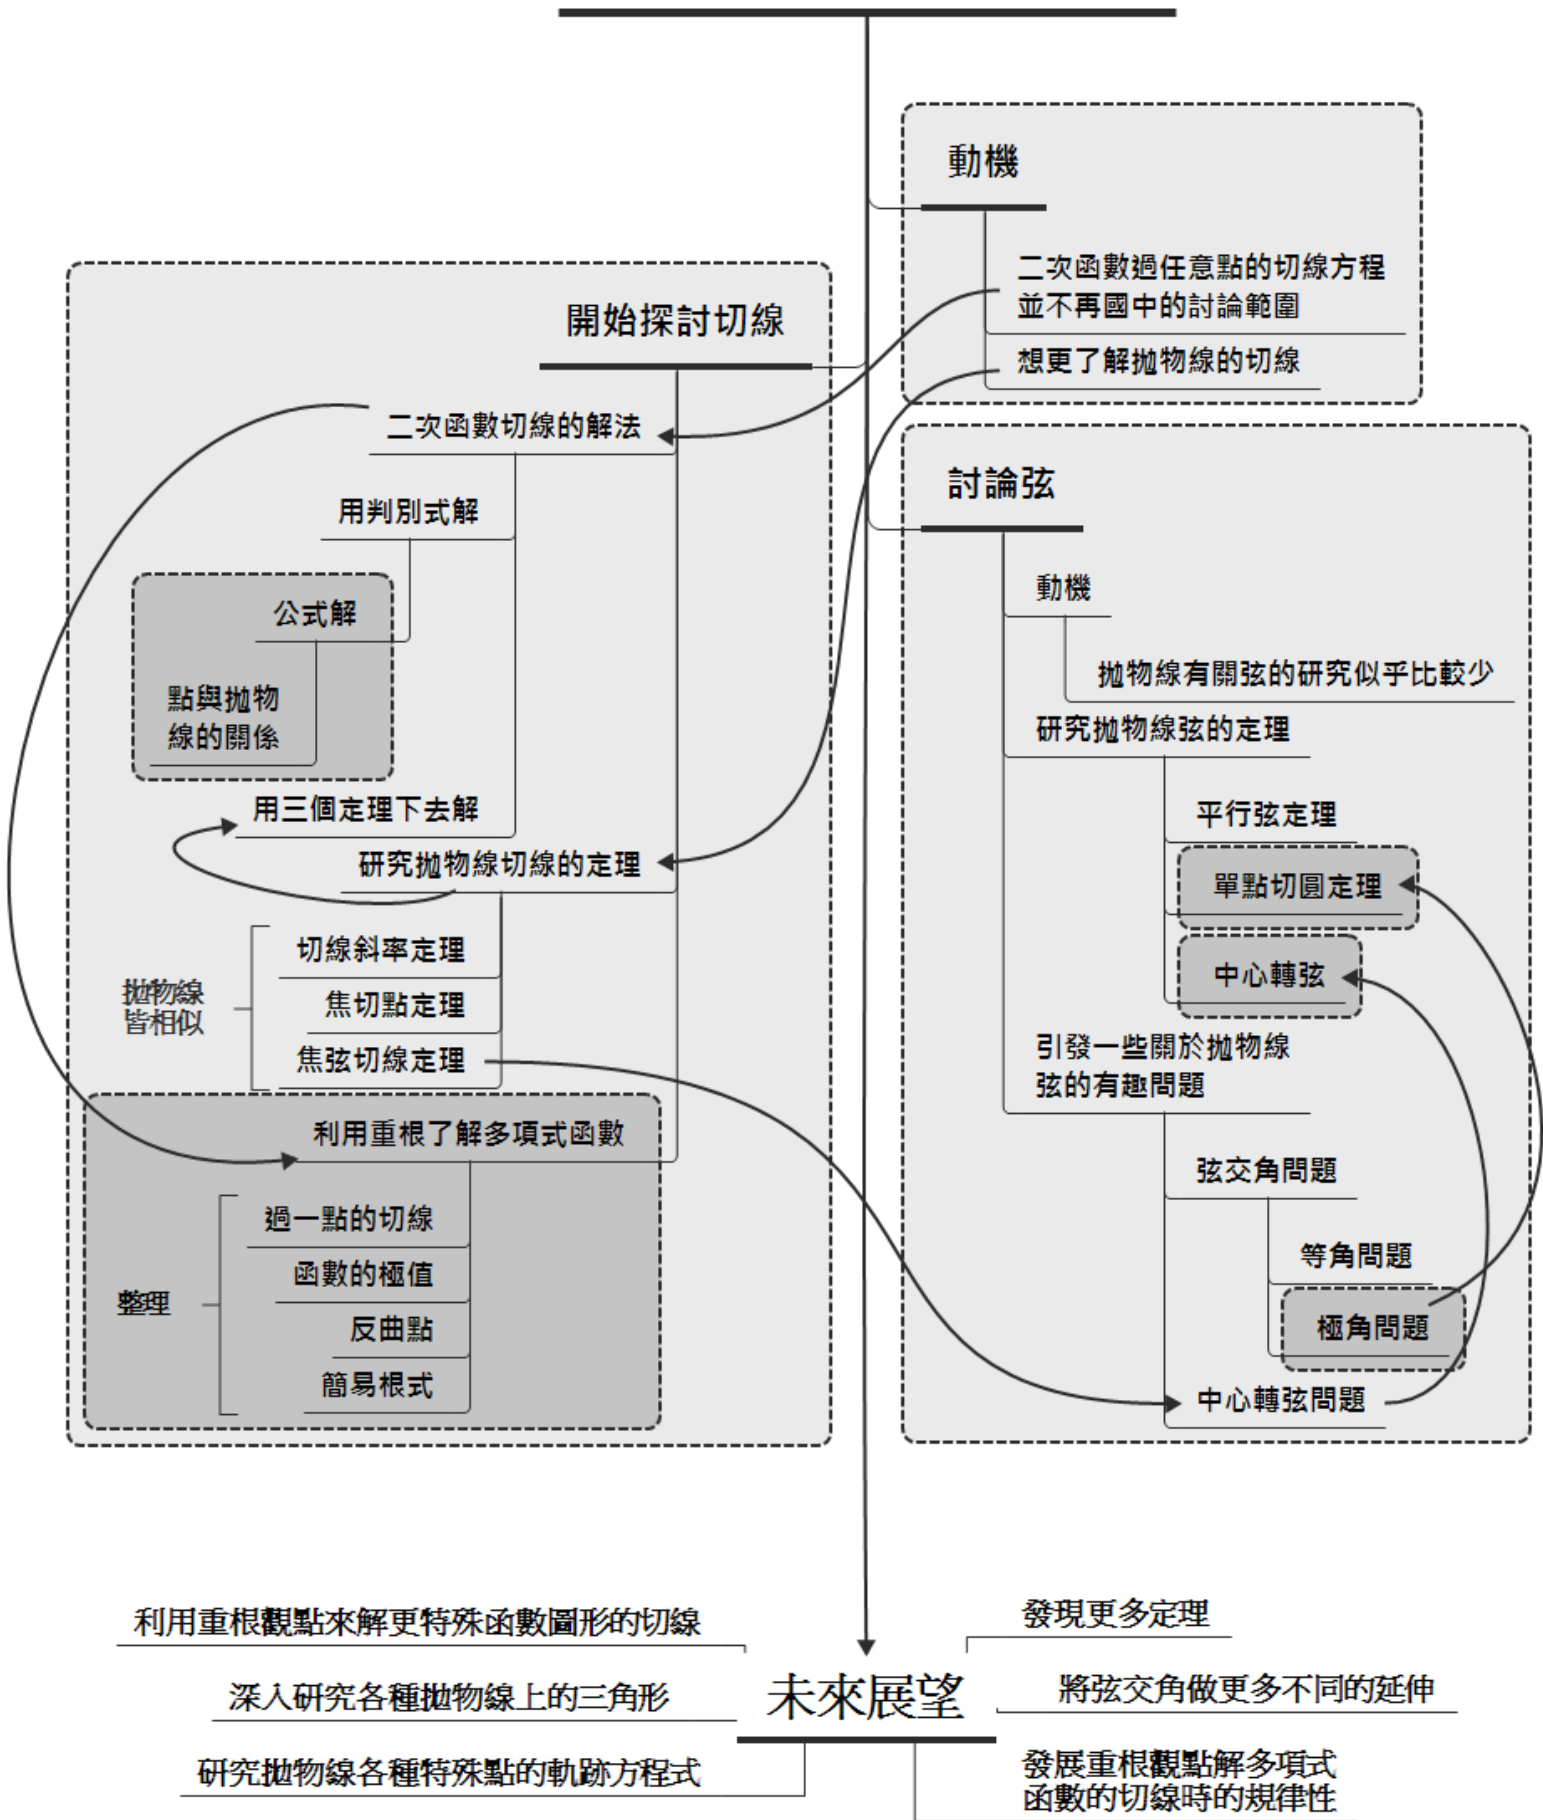 動機
二次函數過任意點的切線方程
並不再國中的討論範圍
想更了解拋物線的切線
開始探討切線
二次函數切線的解法
用判別式解
公式解
點與拋物
線的關係
用三個定理下去解
研究拋物線切線的定理
切線斜率定理
焦切點定理
焦弦切線定理
拋物線
皆相似
利用重根了解多項式函數
過一點的切線
函數的極值
反曲點
簡易根式
整理
討論弦
動機
拋物線有關弦的研究似乎比較少
研究拋物線弦的定理
平行弦定理
單點切圓定理
中心轉弦
引發一些關於拋物線
弦的有趣問題
弦交角問題
等角問題
極角問題
中心轉弦問題
未來展望
利用重根觀點來解更特殊函數圖形的切線
深入研究各種拋物線上的三角形
研究拋物線各種特殊點的軌跡方程式
發現更多定理
將弦交角做更多不同的延伸
發展重根觀點解多項式
函數的切線時的規律性